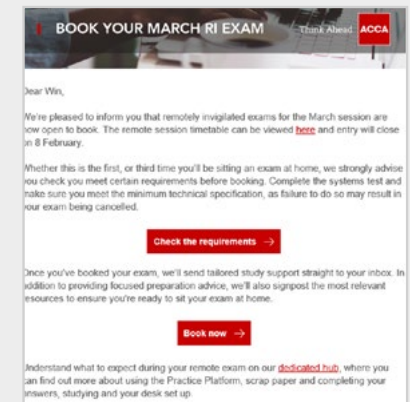 BOOK YOUR MARCH RI EXAM
Think Ahead ACCA
Dear Win,
We're pleased to inform you that remotely invigilated exams for the March session are
now open to book. The remote session timetable can be viewed here and entry will close
on 8 February.
Whether this is the first, or third time you'll be sitting an exam at home, we strongly advise
you check you meet certain requirements before booking. Complete the systems test and
make sure you meet the minimum technical specification, as failure to do so may result in
your exam being cancelled.
Check the requirements →
Once you've booked your exam, we'll send tailored study support straight to your inbox. In
addition to providing focused preparation advice, we'll also signpost the most relevant
resources to ensure you're ready to sit your exam at home.
Book now →
Understand what to expect during your remote exam on our dedicated hub, where you
can find out more about using the Practice Platform, scrap paper and completing your
answers, studying and your desk set up.